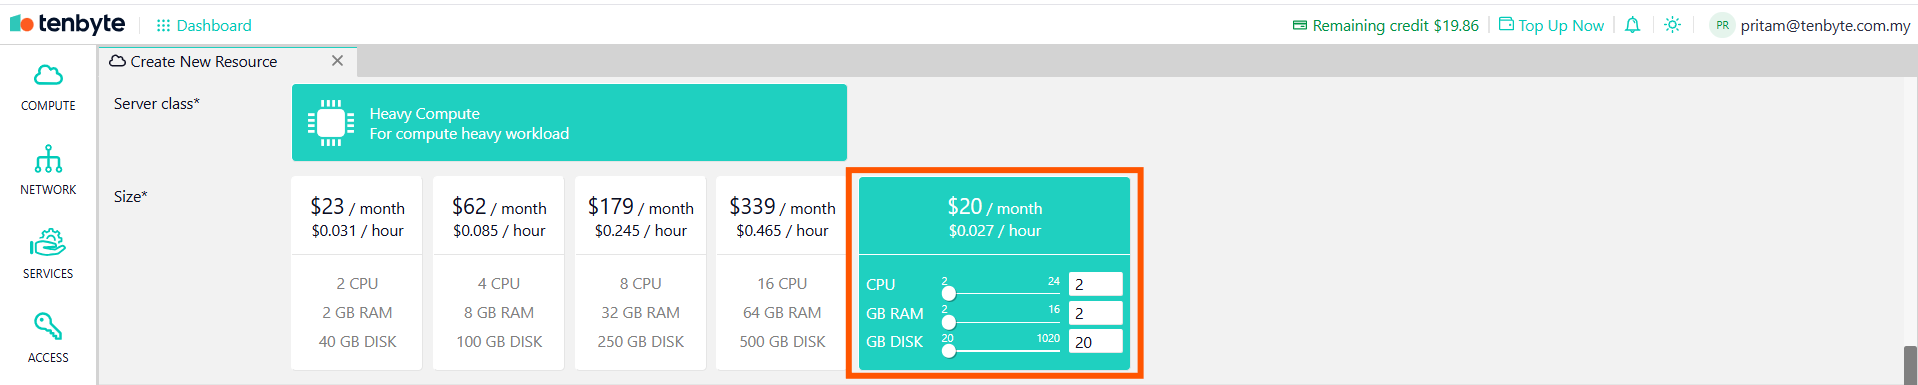 tenbyte
Dashboard
Remaining credit $19.86
Top Up Now
PR
pritam@tenbyte.com.my
COMPUTE
NETWORK
SERVICES
ACCESS
Create New Resource
Server class*
Heavy Compute
For compute heavy workload
Size*
$23 / month
$0.031 / hour
2 CPU
2 GB RAM
40 GB DISK
$62 / month
$0.085 / hour
4 CPU
8 GB RAM
100 GB DISK
$179 / month
$0.245 / hour
8 CPU
32 GB RAM
250 GB DISK
$339 / month
$0.465 / hour
16 CPU
64 GB RAM
500 GB DISK
$20 / month
$0.027 / hour
CPU 2 24 2
GB RAM 2 16 2
GB DISK 20 1020 20